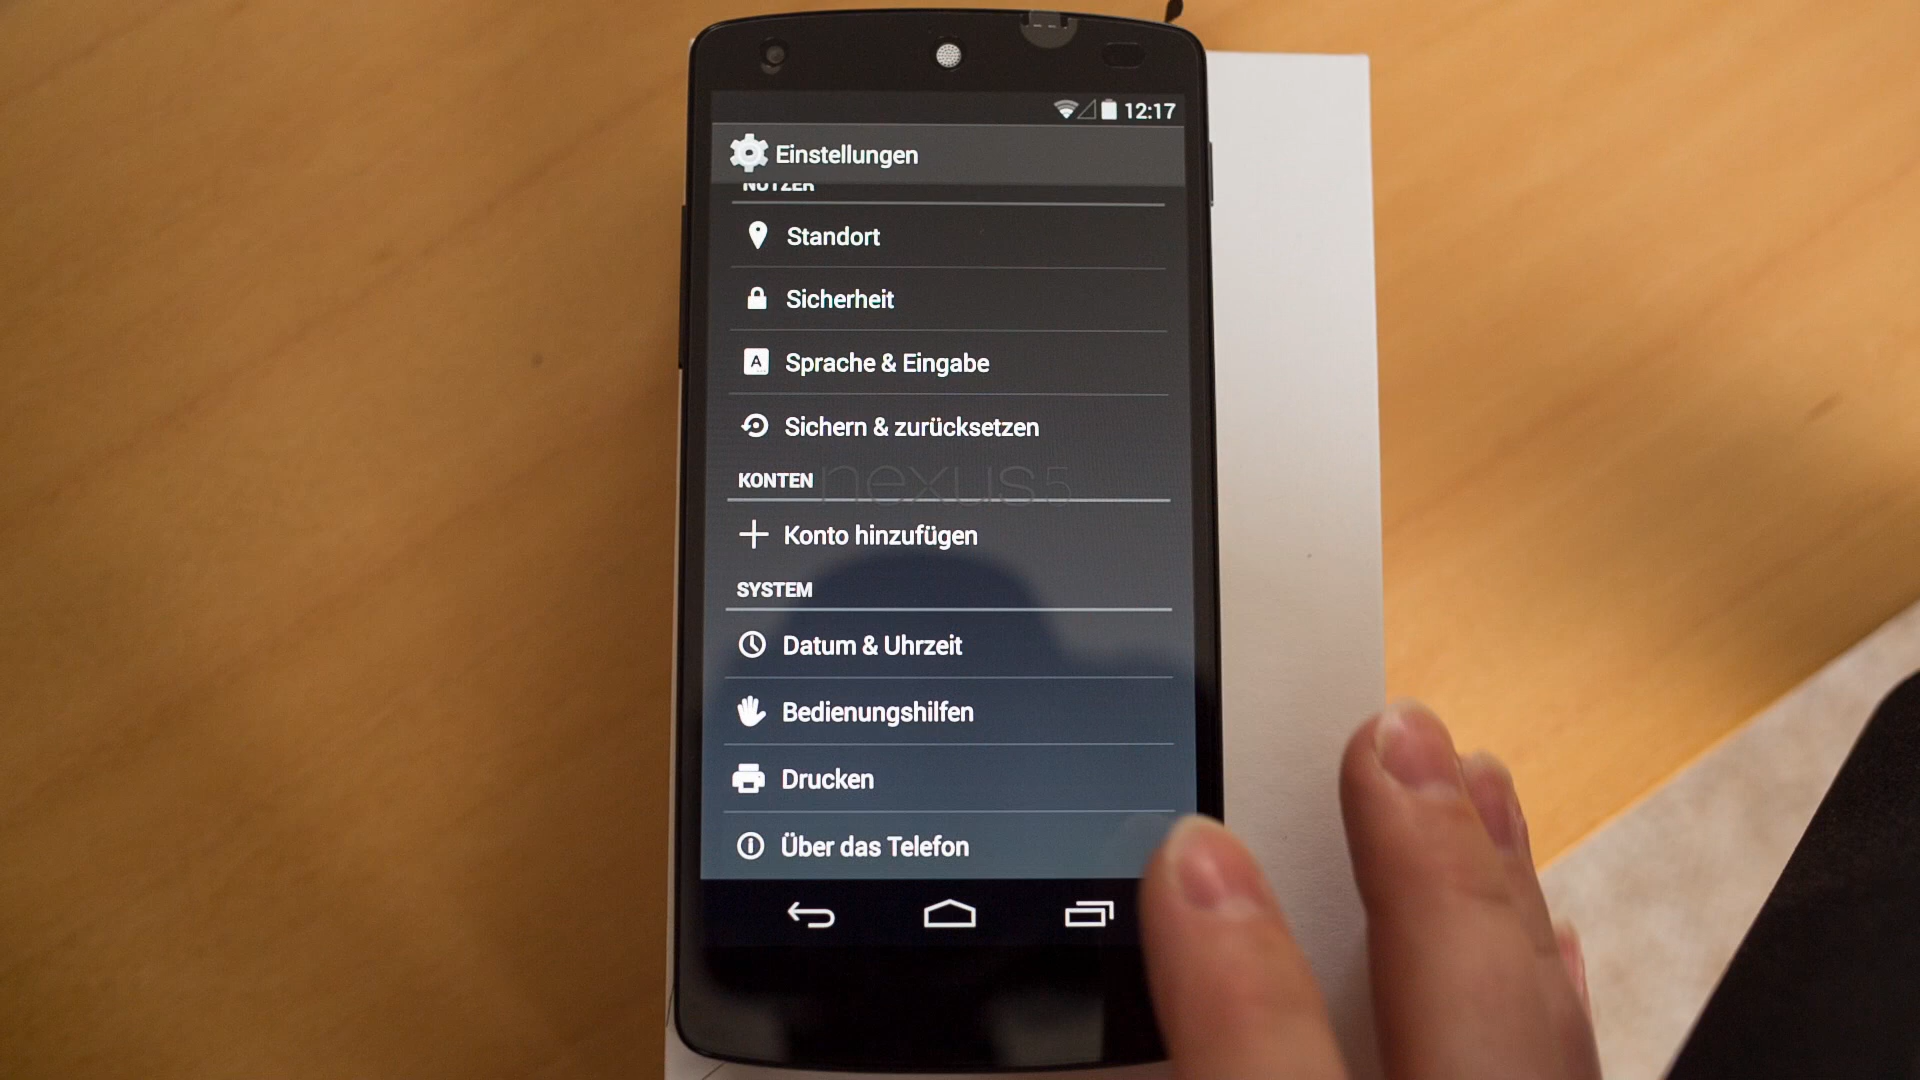 12:17
Einstellungen
NUTZER
Standort
Sicherheit
Sprache & Eingabe
Sichern & zurücksetzen
KONTEN
nexus5
Konto hinzufügen
SYSTEM
Datum & Uhrzeit
Bedienungshilfen
Drucken
Über das Telefon